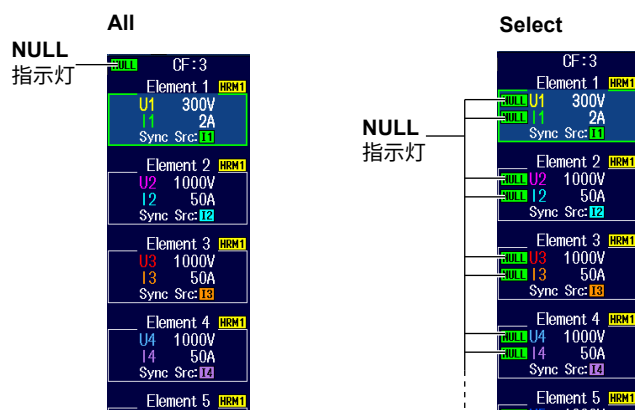 All
NULL
指示灯
NULL CF:3
Element 1 HRM1
U1 300V
I1 2A
Sync Src: I1
Element 2 HRM1
U2 1000V
I2 50A
Sync Src: I2
Element 3 HRM1
U3 1000V
I3 50A
Sync Src: I3
Element 4 HRM1
U4 1000V
I4 50A
Sync Src: I4
Element 5 HRM1
Select
NULL
指示灯
CF:3
Element 1 HRM1
NULL U1 300V
NULL I1 2A
Sync Src: I1
Element 2 HRM1
NULL U2 1000V
NULL I2 50A
Sync Src: I2
Element 3 HRM1
NULL U3 1000V
NULL I3 50A
Sync Src: I3
Element 4 HRM1
NULL U4 1000V
NULL I4 50A
Sync Src: I4
Element 5 HRM1